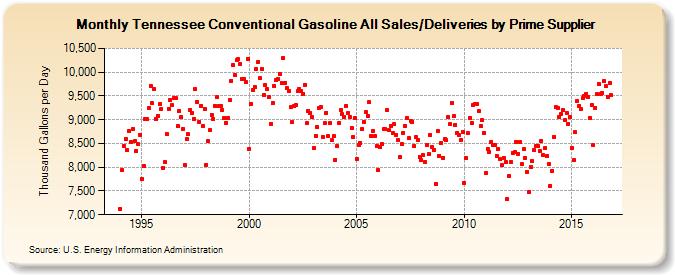 Monthly Tennessee Conventional Gasoline All Sales/Deliveries by Prime Supplier
Thousand Gallons per Day
10,500
10,000
9,500
9,000
8,500
8,000
7,500
7,000
1995 2000 2005 2010 2015
Source: U.S. Energy Information Administration